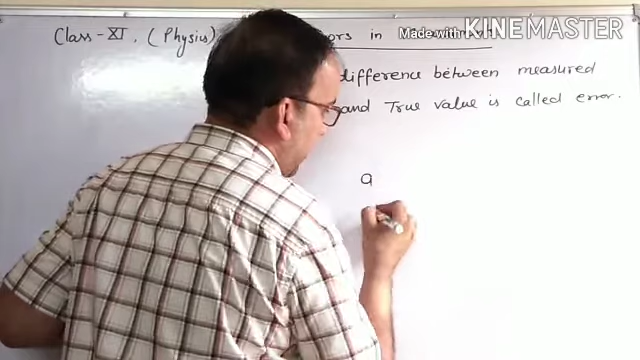 Class-XI, (Physics) ors in
Made with KINEMASTER
difference between measured
and True value is called error.
a